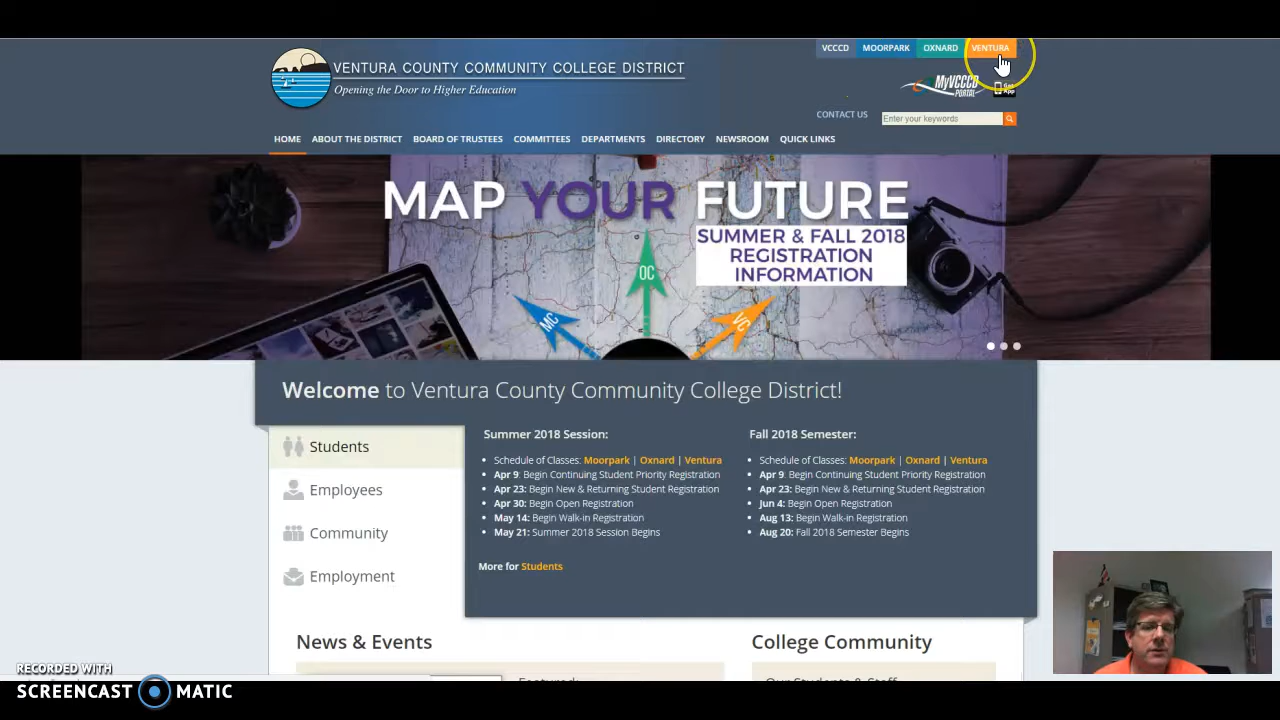 VCCCD MOORPARK OXNARD VENTURA
VENTURA COUNTY COMMUNITY COLLEGE DISTRICT
Opening the Door to Higher Education
MyVCCCD
PORTAL
CONTACT US
Enter your keywords
HOME ABOUT THE DISTRICT BOARD OF TRUSTEES COMMITTEES DEPARTMENTS DIRECTORY NEWSROOM QUICK LINKS
MAP YOUR FUTURE
SUMMER & FALL 2018
REGISTRATION
INFORMATION
MC OC VC
Welcome to Ventura County Community College District!
Students
Employees
Community
Employment
Summer 2018 Session:
• Schedule of Classes: Moorpark | Oxnard | Ventura
• Apr 9: Begin Continuing Student Priority Registration
• Apr 23: Begin New & Returning Student Registration
• Apr 30: Begin Open Registration
• May 14: Begin Walk-in Registration
• May 21: Summer 2018 Session Begins
More for Students
Fall 2018 Semester:
• Schedule of Classes: Moorpark | Oxnard | Ventura
• Apr 9: Begin Continuing Student Priority Registration
• Apr 23: Begin New & Returning Student Registration
• Jun 4: Begin Open Registration
• Aug 13: Begin Walk-in Registration
• Aug 20: Fall 2018 Semester Begins
News & Events
College Community
RECORDED WITH
SCREENCAST MATIC